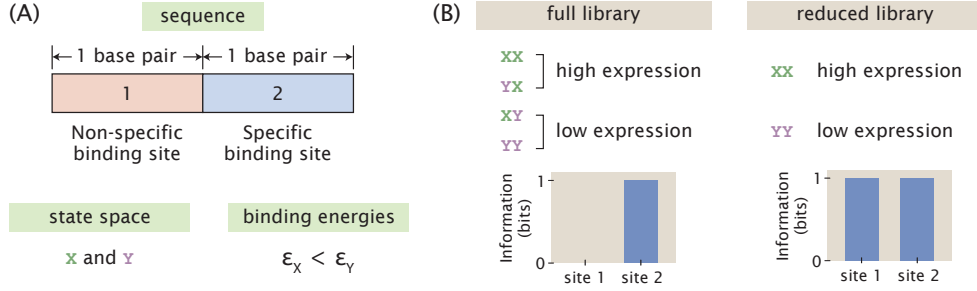 (A)
sequence
1 base pair 1 base pair
1 2
Non-specific binding site
Specific binding site
state space
X and Y
binding energies
εX < εY
(B)
full library
XX
YX
high expression
XY
YY
low expression
Information (bits)
1
0
site 1 site 2
reduced library
XX high expression
YY low expression
Information (bits)
1
0
site 1 site 2